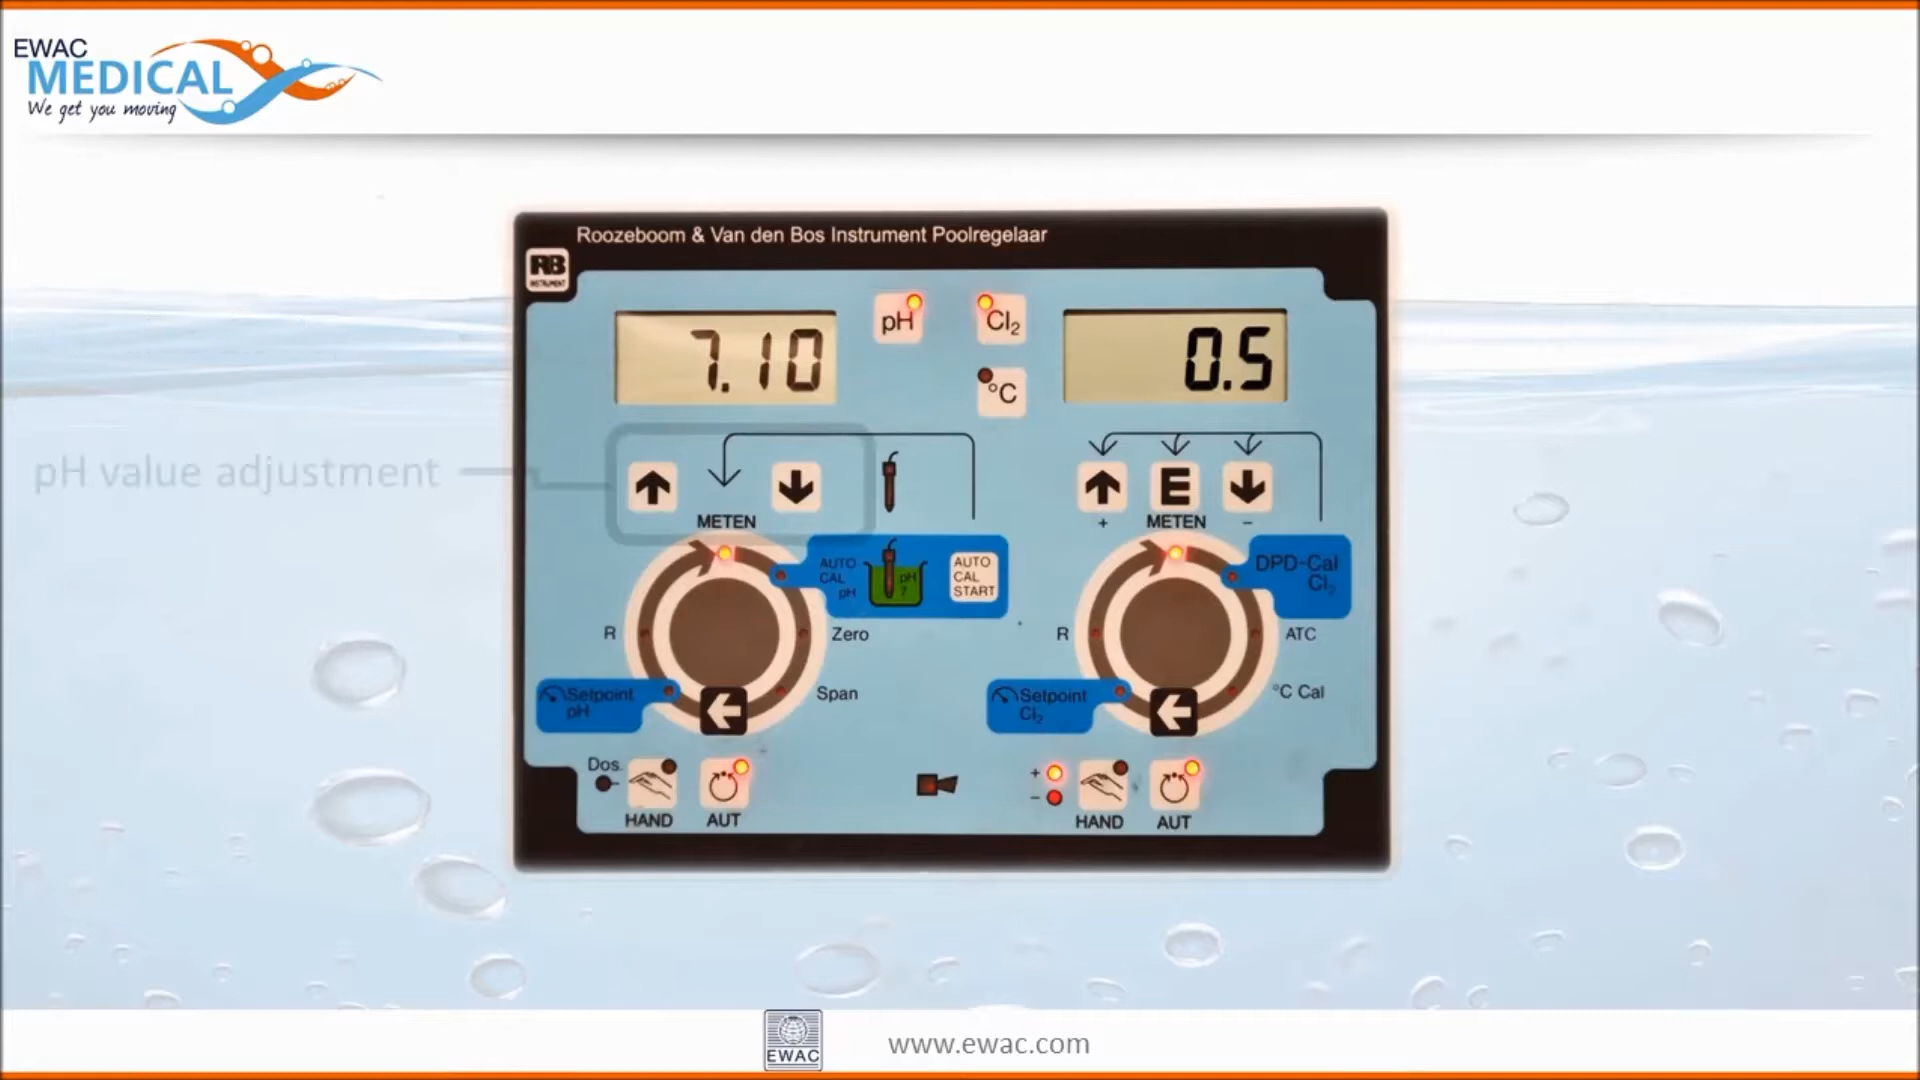 EWAC
MEDICAL
We get you moving
Roozeboom & Van den Bos Instrument Poolregelaar
RB
INSTRUMENT
7.10
pH
Cl₂
0.5
°C
pH value adjustment
METEN
+
E
METEN
-
AUTO
CAL
pH
pH
?
AUTO
CAL
START
DPD-Cal
Cl₂
R
Zero
R
ATC
Setpoint
pH
Span
Setpoint
Cl₂
°C Cal
Dos.
HAND
AUT
+
-
HAND
AUT
EWAC
www.ewac.com